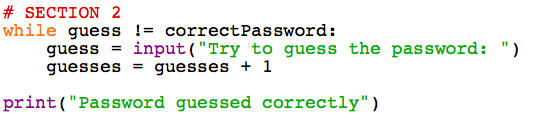 # SECTION 2
while guess != correctPassword:
    guess = input("Try to guess the password: ")
    guesses = guesses + 1
print("Password guessed correctly")